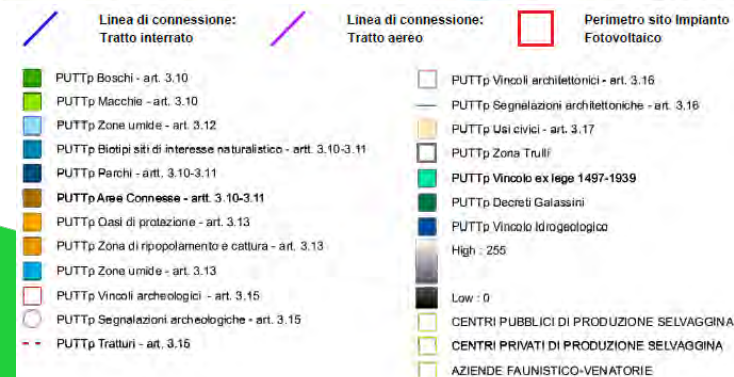 Linea di connessione:
Tratto interrato
Linea di connessione:
Tratto aereo
Perimetro sito Impianto
Fotovoltaico
PUTTp Boschi - art. 3.10
PUTTp Macchie - art. 3.10
PUTTp Zone umide - art. 3.12
PUTTp Biotipi siti di interesse naturalistico - artt. 3.10-3.11
PUTTp Parchi - artt. 3.10-3.11
PUTTp Aree Connesse - artt. 3.10-3.11
PUTTp Oasi di protezione - art. 3.13
PUTTp Zona di ripopolamento e cattura - art. 3.13
PUTTp Zone umide - art. 3.13
PUTTp Vincoli archeologici - art. 3.15
PUTTp Segnalazioni archeologiche - art. 3.15
PUTTp Tratturi - art. 3.15
PUTTp Vincoli architettonici - art. 3.16
PUTTp Segnalazioni architettoniche - art. 3.16
PUTTp Usi civici - art. 3.17
PUTTp Zona Trulli
PUTTp Vincolo ex lege 1497-1939
PUTTp Decreti Galassini
PUTTp Vincolo Idrogeologico
High : 255
Low : 0
CENTRI PUBBLICI DI PRODUZIONE SELVAGGINA
CENTRI PRIVATI DI PRODUZIONE SELVAGGINA
AZIENDE FAUNISTICO-VENATORIE